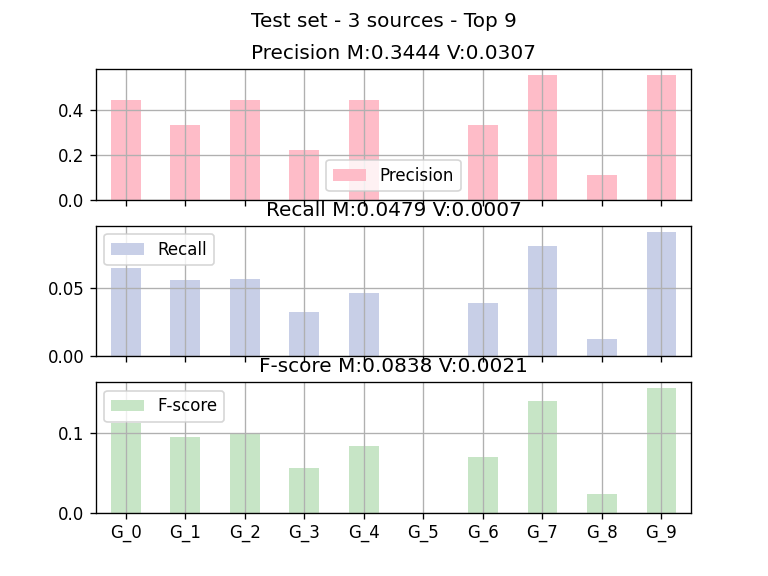 Test set - 3 sources - Top 9
Precision M:0.3444 V:0.0307
0.4
0.2
0.0
Precision
Recall M:0.0479 V:0.0007
0.05
0.00
Recall
F-score M:0.0838 V:0.0021
0.1
0.0
F-score
G_0 G_1 G_2 G_3 G_4 G_5 G_6 G_7 G_8 G_9